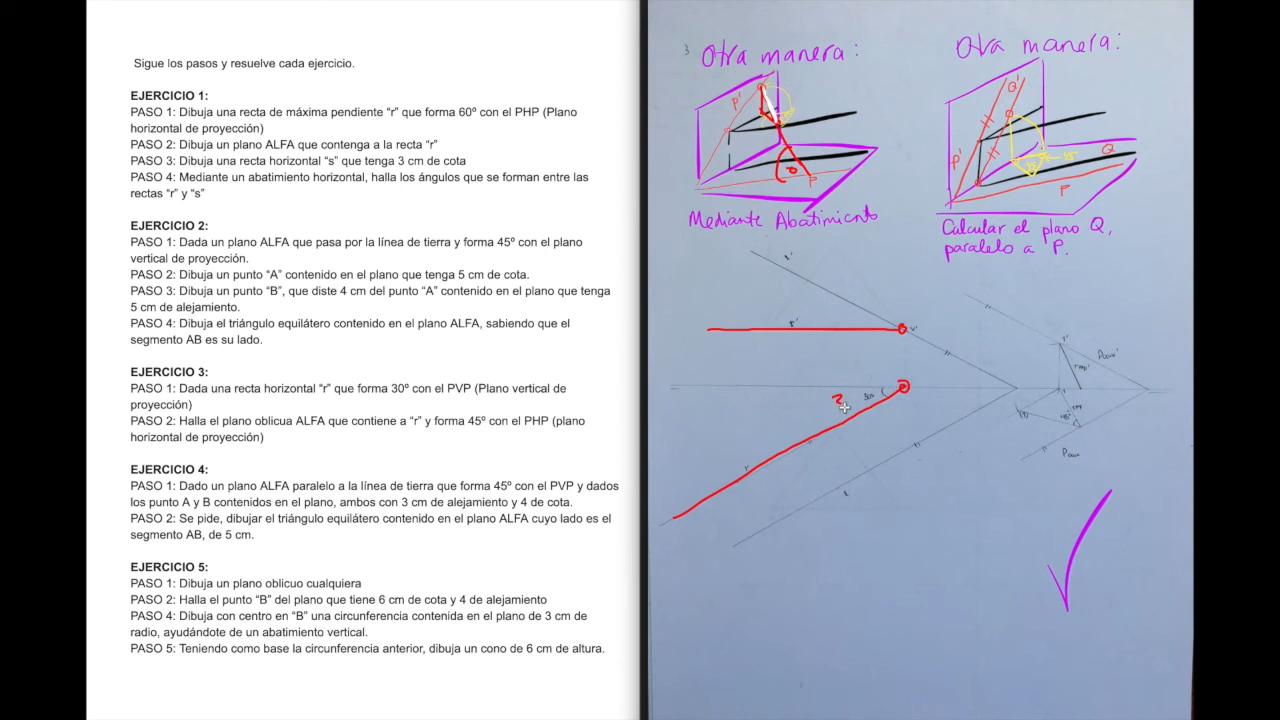 Sigue los pasos y resuelve cada ejercicio.
EJERCICIO 1:
PASO 1: Dibuja una recta de máxima pendiente “r” que forma 60º con el PHP (Plano
horizontal de proyección)
PASO 2: Dibuja un plano ALFA que contenga a la recta “r”
PASO 3: Dibuja una recta horizontal “s” que tenga 3 cm de cota
PASO 4: Mediante un abatimiento horizontal, halla los ángulos que se forman entre las
rectas “r” y “s”
EJERCICIO 2:
PASO 1: Dada un plano ALFA que pasa por la línea de tierra y forma 45º con el plano
vertical de proyección.
PASO 2: Dibuja un punto “A” contenido en el plano que tenga 5 cm de cota.
PASO 3: Dibuja un punto “B”, que diste 4 cm del punto “A” contenido en el plano que tenga
5 cm de alejamiento.
PASO 4: Dibuja el triángulo equilátero contenido en el plano ALFA, sabiendo que el
segmento AB es su lado.
EJERCICIO 3:
PASO 1: Dada una recta horizontal “r” que forma 30º con el PVP (Plano vertical de
proyección)
PASO 2: Halla el plano oblicua ALFA que contiene a “r” y forma 45º con el PHP (plano
horizontal de proyección)
EJERCICIO 4:
PASO 1: Dado un plano ALFA paralelo a la línea de tierra que forma 45º con el PVP y dados
los punto A y B contenidos en el plano, ambos con 3 cm de alejamiento y 4 de cota.
PASO 2: Se pide, dibujar el triángulo equilátero contenido en el plano ALFA cuyo lado es el
segmento AB, de 5 cm.
EJERCICIO 5:
PASO 1: Dibuja un plano oblicuo cualquiera
PASO 2: Halla el punto “B” del plano que tiene 6 cm de cota y 4 de alejamiento
PASO 4: Dibuja con centro en “B” una circunferencia contenida en el plano de 3 cm de
radio, ayudándote de un abatimiento vertical.
PASO 5: Teniendo como base la circunferencia anterior, dibuja un cono de 6 cm de altura.
3
Otra manera:
P'
P
Mediante Abatimiento
Otra manera:
Q'
P'
Q
P
Calcular el plano Q,
paralelo a P.
r'
v'
30º
r
Paux'
Paux